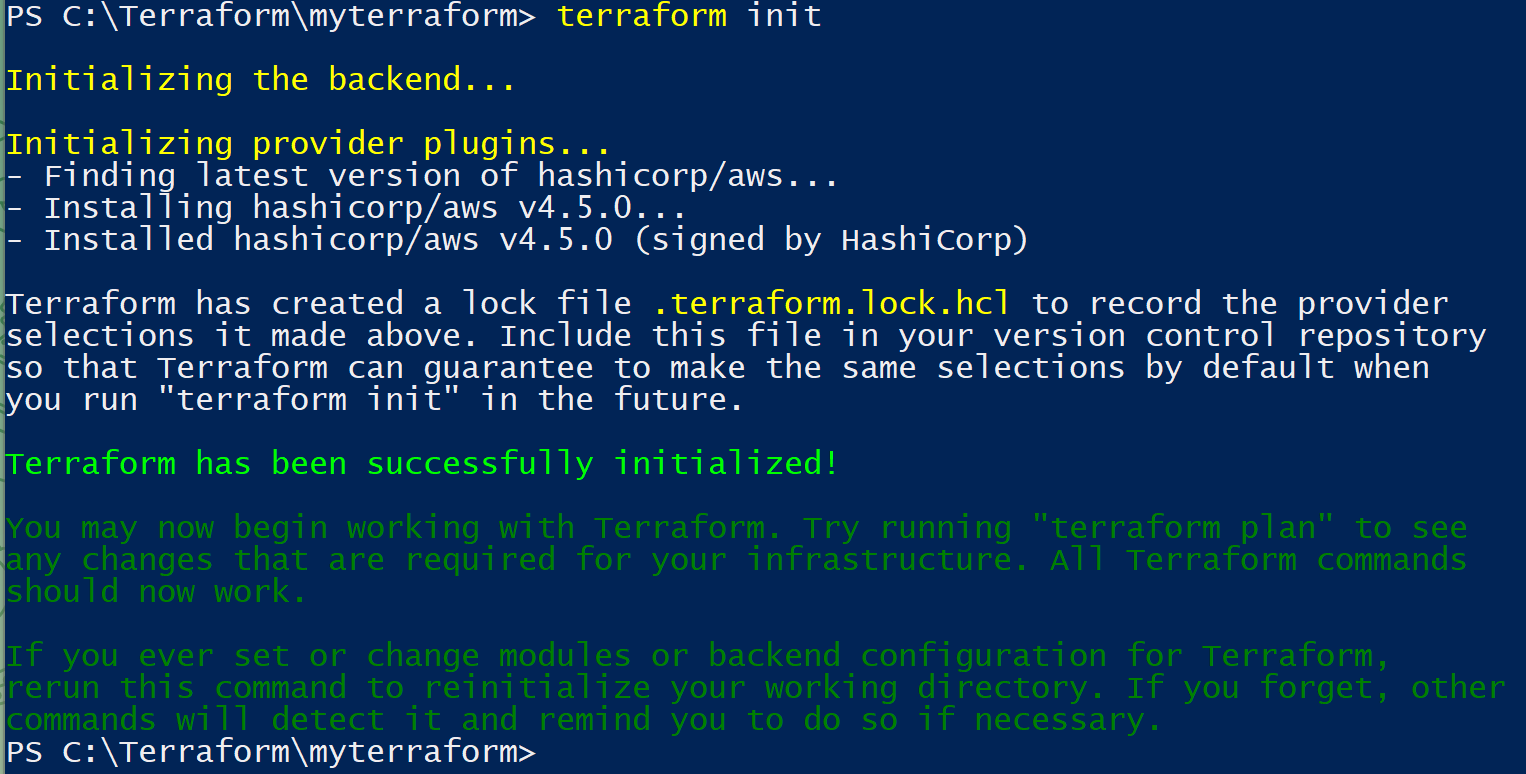 PS C:\Terraform\myterraform> terraform init
Initializing the backend...
Initializing provider plugins...
- Finding latest version of hashicorp/aws...
- Installing hashicorp/aws v4.5.0...
- Installed hashicorp/aws v4.5.0 (signed by HashiCorp)
Terraform has created a lock file .terraform.lock.hcl to record the provider
selections it made above. Include this file in your version control repository
so that Terraform can guarantee to make the same selections by default when
you run "terraform init" in the future.
Terraform has been successfully initialized!
You may now begin working with Terraform. Try running "terraform plan" to see
any changes that are required for your infrastructure. All Terraform commands
should now work.
If you ever set or change modules or backend configuration for Terraform,
rerun this command to reinitialize your working directory. If you forget, other
commands will detect it and remind you to do so if necessary.
PS C:\Terraform\myterraform>